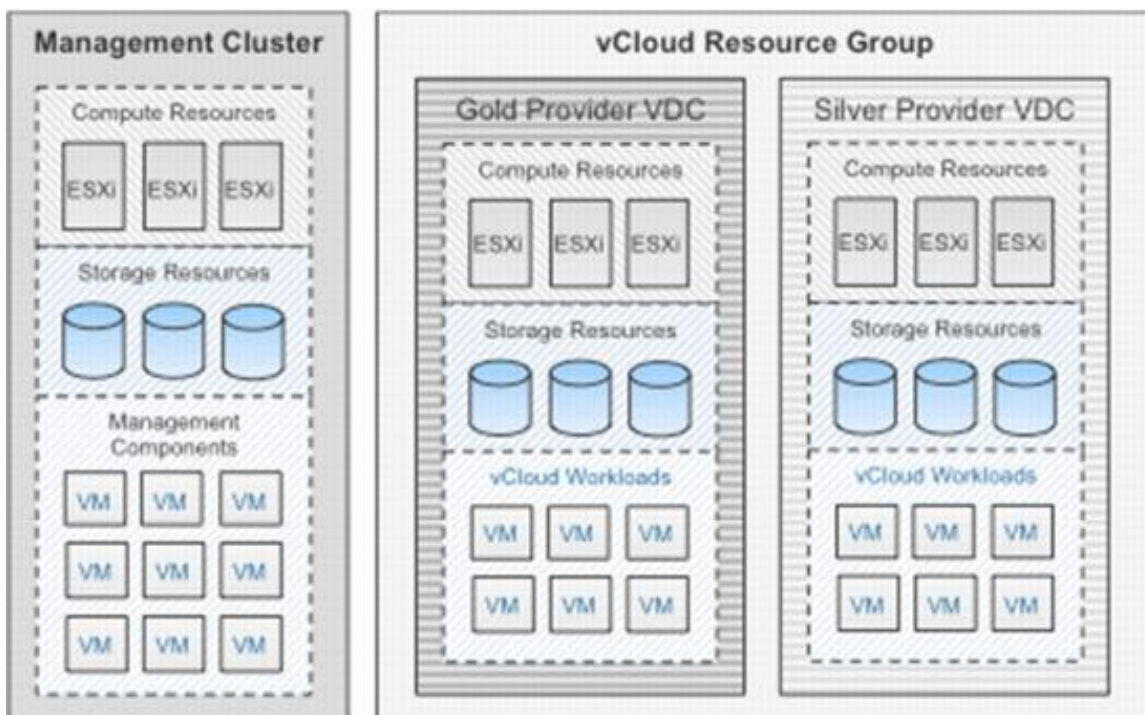 Management Cluster
Compute Resources
ESXi ESXi ESXi
Storage Resources
Management
Components
VM VM VM
VM VM VM
VM VM VM
vCloud Resource Group
Gold Provider VDC
Compute Resources
ESXi ESXi ESXi
Storage Resources
vCloud Workloads
VM VM VM
VM VM VM
Silver Provider VDC
Compute Resources
ESXi ESXi ESXi
Storage Resources
vCloud Workloads
VM VM VM
VM VM VM